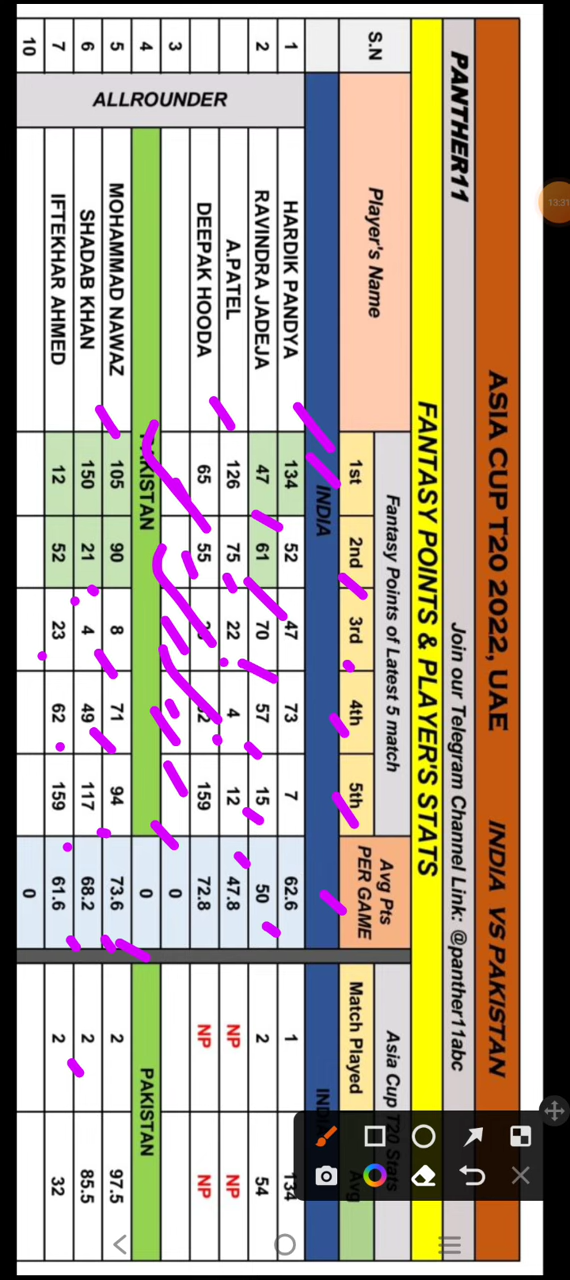 13:31
ASIA CUP T20 2022, UAE INDIA VS PAKISTAN
PANTHER11 Join our Telegram Channel Link: @panther11abc
FANTASY POINTS & PLAYER'S STATS
S.N Player's Name Fantasy Points of Latest 5 match Avg Pts PER GAME Asia Cup T20 Stats
1st 2nd 3rd 4th 5th Match Played Avg
INDIA INDIA
ALLROUNDER
1 HARDIK PANDYA 134 52 47 73 7 62.6 1 134
2 RAVINDRA JADEJA 47 61 70 57 15 50 2 54
A.PATEL 126 75 22 4 12 47.8 NP NP
DEEPAK HOODA 65 55 159 72.8 NP NP
3 0
4 PAKISTAN 0 PAKISTAN
5 MOHAMMAD NAWAZ 105 90 8 71 94 73.6 2 97.5
6 SHADAB KHAN 150 21 4 49 117 68.2 2 85.5
7 IFTEKHAR AHMED 12 52 23 62 159 61.6 2 32
10 0